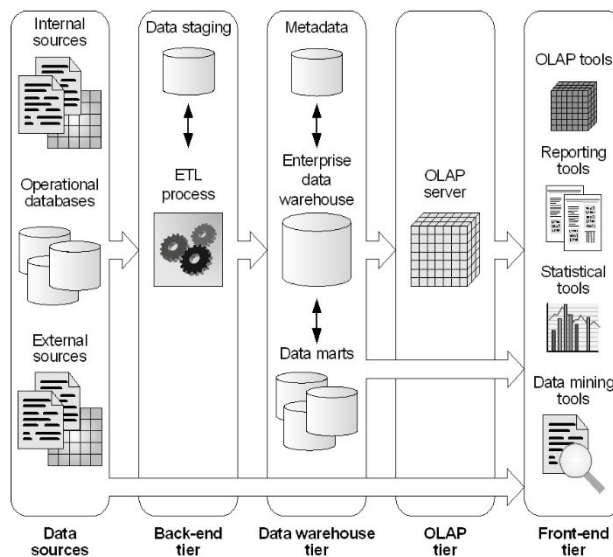 Internal
sources
Operational
databases
External
sources
Data
sources
Data staging
ETL
process
Back-end
tier
Metadata
Enterprise
data
warehouse
Data marts
Data warehouse
tier
OLAP
server
OLAP
tier
OLAP tools
Reporting
tools
Statistical
tools
Data mining
tools
Front-end
tier